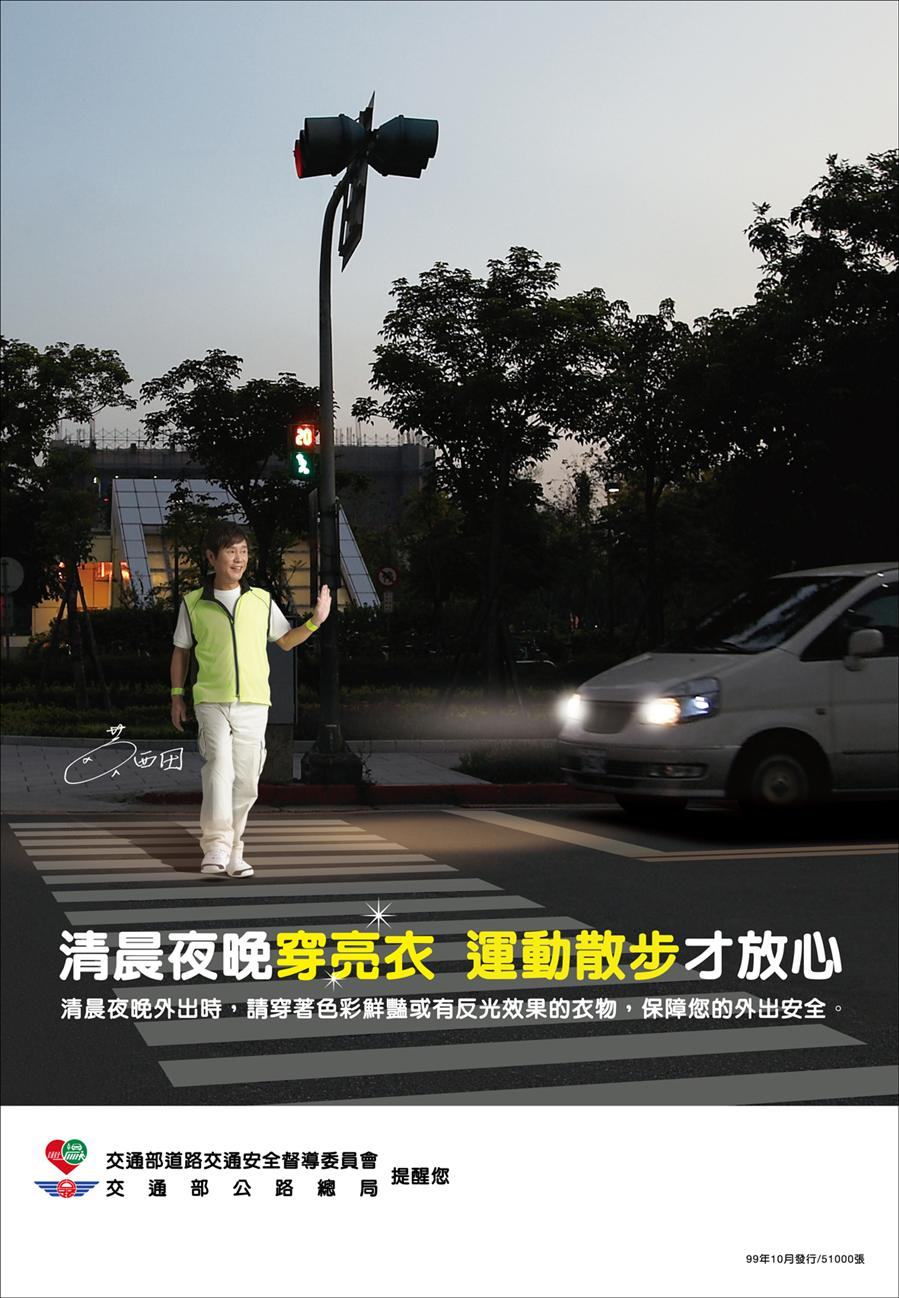 20
黃西田
清晨夜晚穿亮衣 運動散步才放心
清晨夜晚外出時，請穿著色彩鮮豔或有反光效果的衣物，保障您的外出安全。
交通部道路交通安全督導委員會
交通部公路總局
提醒您
99年10月發行/51000張